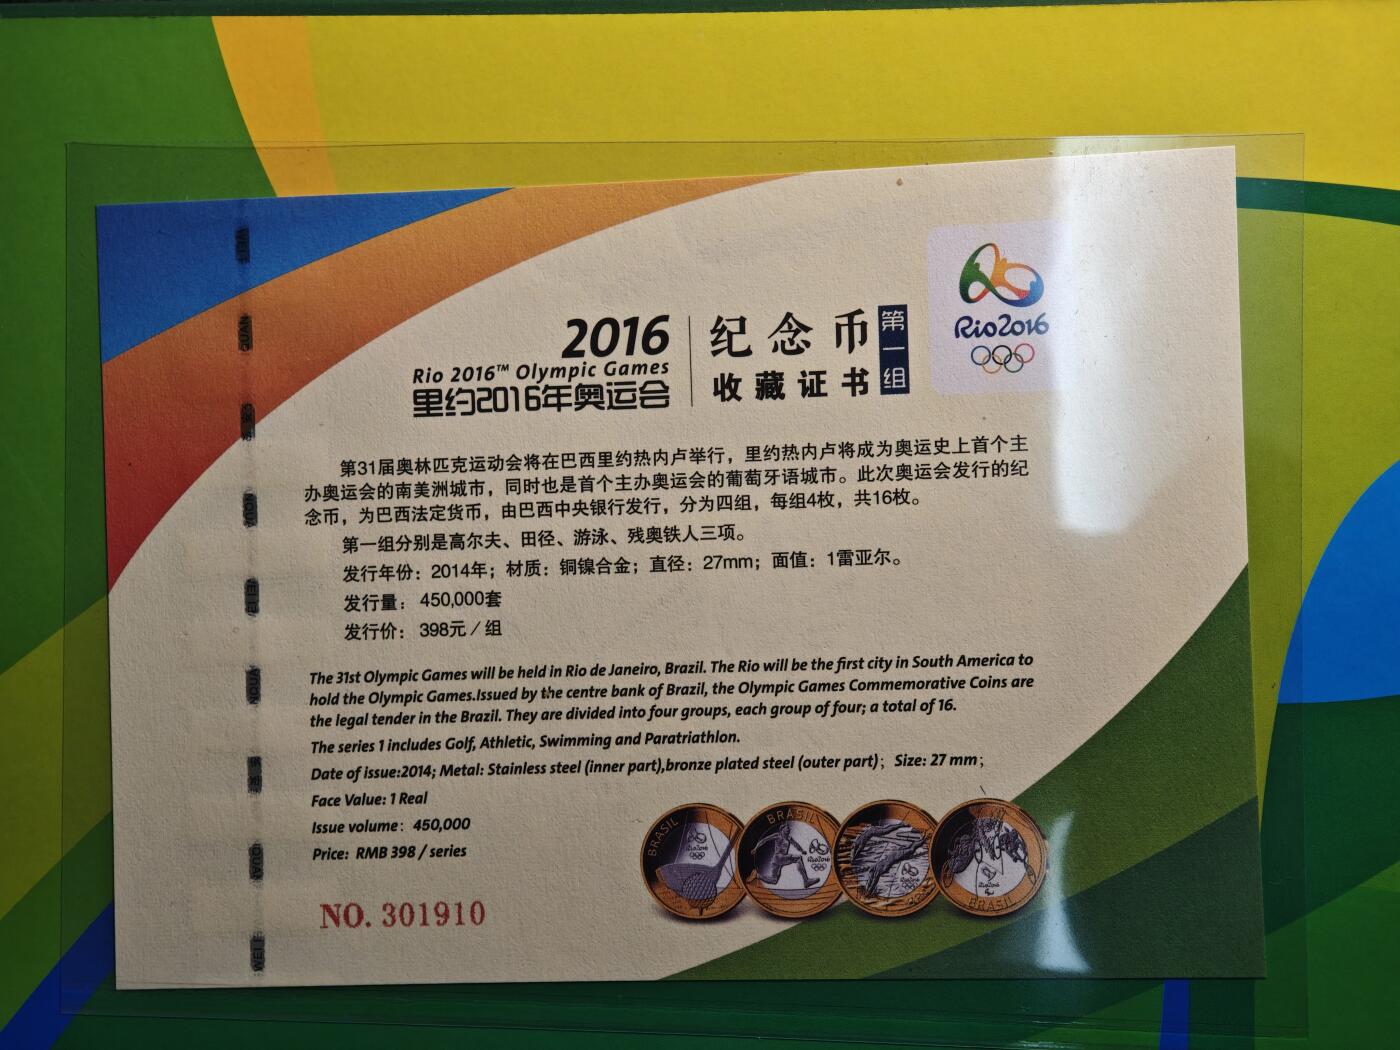 2016
Rio 2016™ Olympic Games
里约2016年奥运会
纪念币
收藏证书
第一组
Rio2016
第31届奥林匹克运动会将在巴西里约热内卢举行，里约热内卢将成为奥运史上首个主
办奥运会的南美洲城市，同时也是首个主办奥运会的葡萄牙语城市。此次奥运会发行的纪
念币，为巴西法定货币，由巴西中央银行发行，分为四组，每组4枚，共16枚。
第一组分别是高尔夫、田径、游泳、残奥铁人三项。
发行年份：2014年；材质：铜镍合金；直径：27mm；面值：1雷亚尔。
发行量：450,000套
发行价：398元／组
The 31st Olympic Games will be held in Rio de Janeiro, Brazil. The Rio will be the first city in South America to
hold the Olympic Games.Issued by the centre bank of Brazil, the Olympic Games Commemorative Coins are
the legal tender in the Brazil. They are divided into four groups, each group of four; a total of 16.
The series 1 includes Golf, Athletic, Swimming and Paratriathlon.
Date of issue:2014; Metal: Stainless steel (inner part),bronze plated steel (outer part)；Size: 27 mm；
Face Value: 1 Real
Issue volume：450,000
Price: RMB 398 / series
NO. 301910
BRASIL
BRASIL
BRASIL